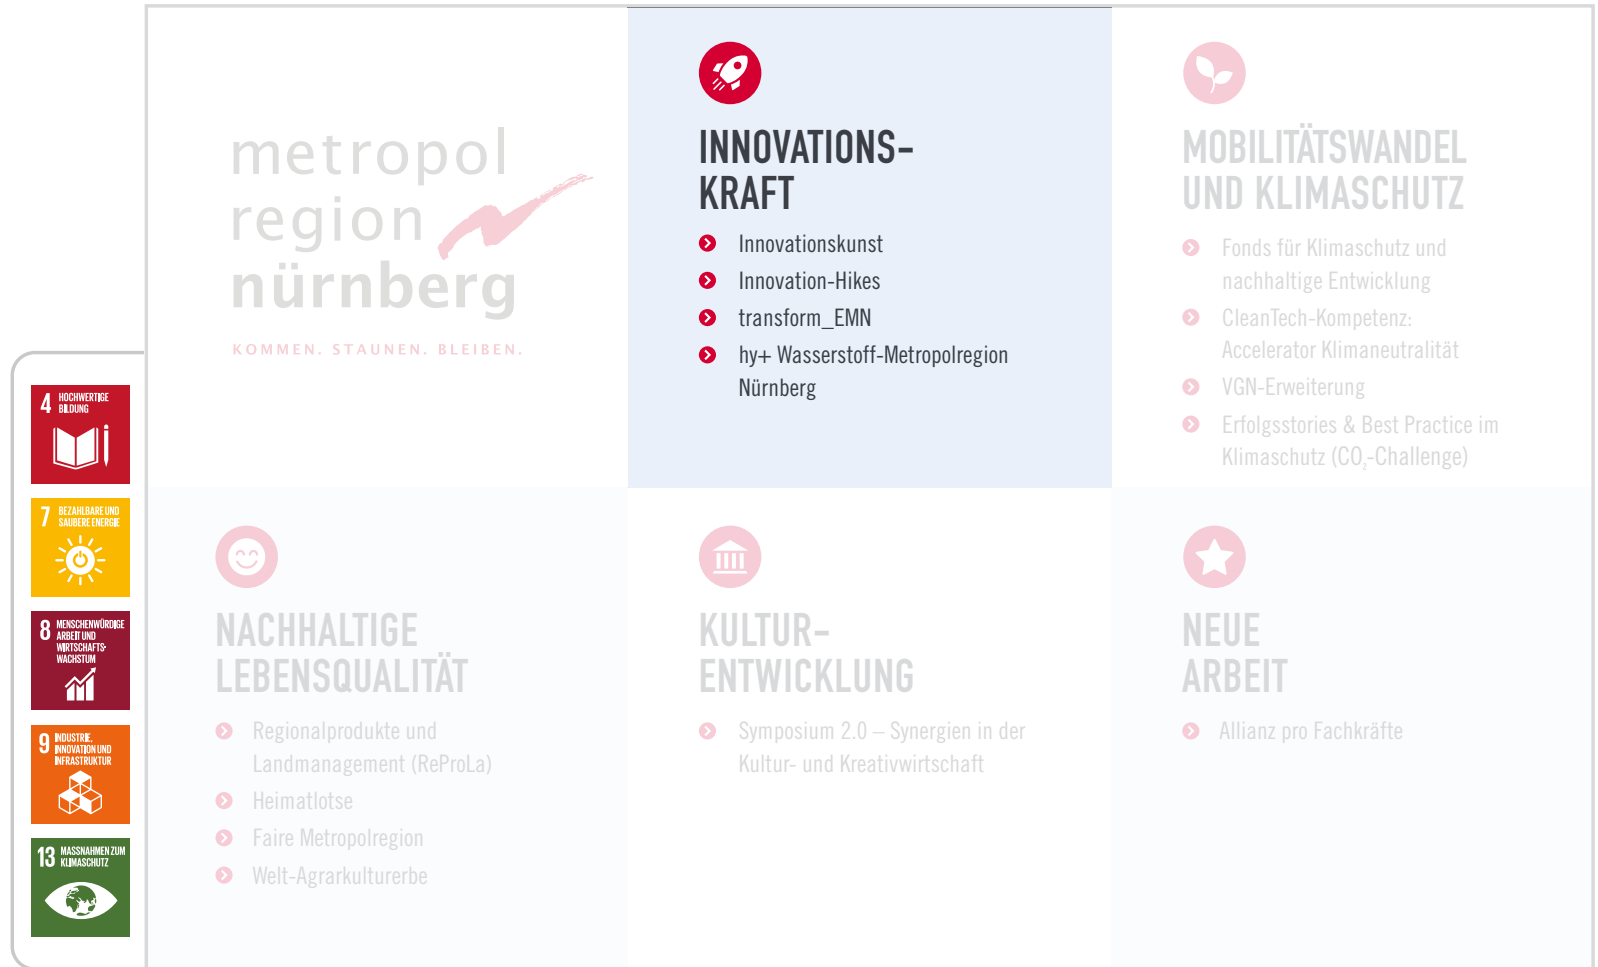 metropol
region
nürnberg
KOMMEN. STAUNEN. BLEIBEN.
INNOVATIONS-
KRAFT
Innovationskunst
Innovation-Hikes
transform_EMN
hy+ Wasserstoff-Metropolregion
Nürnberg
MOBILITÄTSWANDEL
UND KLIMASCHUTZ
Fonds für Klimaschutz und
nachhaltige Entwicklung
CleanTech-Kompetenz:
Accelerator Klimaneutralität
VGN-Erweiterung
Erfolgsstories & Best Practice im
Klimaschutz (CO₂-Challenge)
4 HOCHWERTIGE
BILDUNG
7 BEZAHLBARE UND
SAUBERE ENERGIE
8 MENSCHENWÜRDIGE
ARBEIT UND
WIRTSCHAFTS-
WACHSTUM
9 INDUSTRIE,
INNOVATION UND
INFRASTRUKTUR
13 MASSNAHMEN ZUM
KLIMASCHUTZ
NACHHALTIGE
LEBENSQUALITÄT
Regionalprodukte und
Landmanagement (ReProLa)
Heimatlotse
Faire Metropolregion
Welt-Agrarkulturerbe
KULTUR-
ENTWICKLUNG
Symposium 2.0 – Synergien in der
Kultur- und Kreativwirtschaft
NEUE
ARBEIT
Allianz pro Fachkräfte